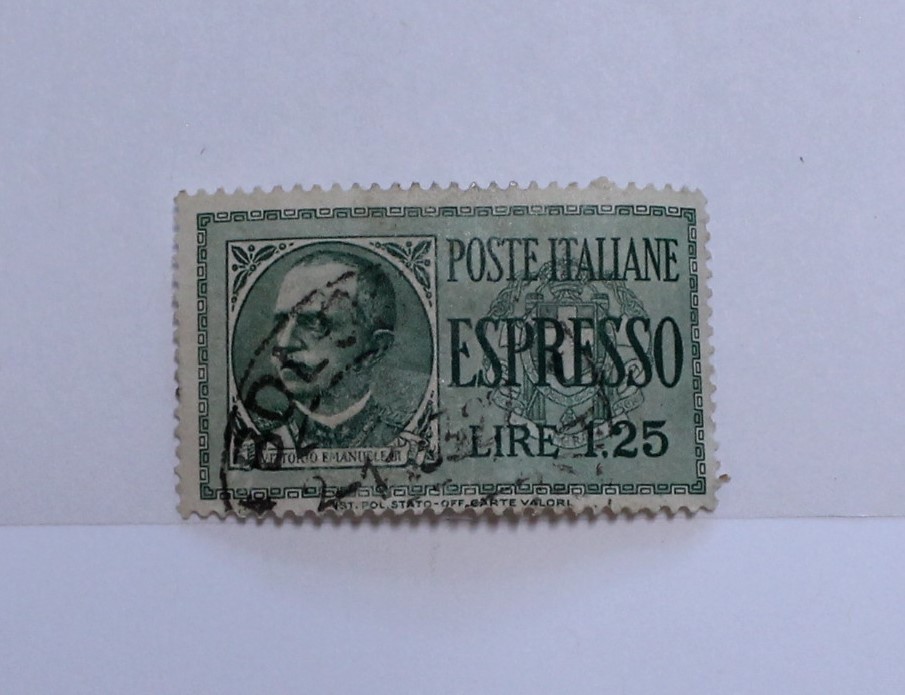 POSTE ITALIANE
ESPRESSO
LIRE 1.25
VITTORIO EMANUELE III
IST. POL. STATO-OFF. CARTE VALORI